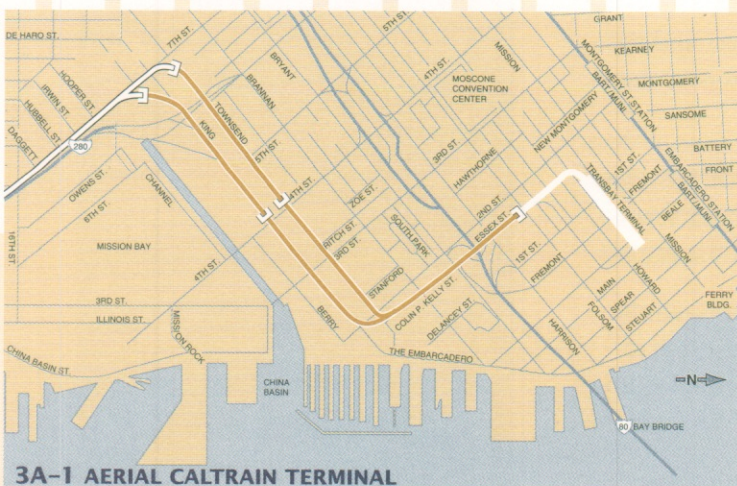 DE HARO ST.
7TH ST.
5TH ST.
GRANT
KEARNEY
MISSION
MONTGOMERY ST STATION
BART/MUNI
MONTGOMERY
SANSOME
BATTERY
FRONT
EMBARCADERO STATION
BART/MUNI
HOOPER ST.
IRWIN ST.
HUBBELL ST.
DAGGETT
BRYANT
BRANNAN
TOWNSEND
KING
4TH ST.
MOSCONE
CONVENTION
CENTER
NEW MONTGOMERY
3RD ST.
HAWTHORNE
1ST ST.
FREMONT
TRANSBAY TERMINAL
BEALE
MISSION
280
5TH ST.
OWENS ST.
6TH ST.
CHANNEL
4TH ST.
ZOE ST.
2ND ST.
ESSEX ST.
SOUTH PARK
RITCH ST.
3RD ST.
STANFORD
1ST ST.
FREMONT
16TH ST.
MISSION BAY
4TH ST.
COLIN P. KELLY ST.
DELANCEY ST.
MAIN
SPEAR
FOLSOM
HOWARD
STEUART
FERRY
BLDG.
3RD ST.
ILLINOIS ST.
MISSION ROCK
BERRY
HARRISON
CHINA BASIN ST.
THE EMBARCADERO
CHINA
BASIN
N
80 BAY BRIDGE
3A-1 AERIAL CALTRAIN TERMINAL